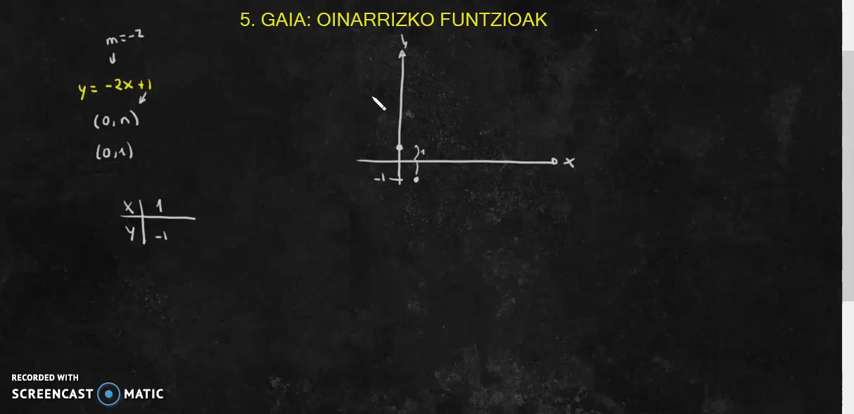 5. GAIA: OINARRIZKO FUNTZIOAK
m=-2
y = -2x+1
(0,n)
(0,1)
X 1
Y -1
y
1
-1
x
RECORDED WITH
SCREENCAST MATIC